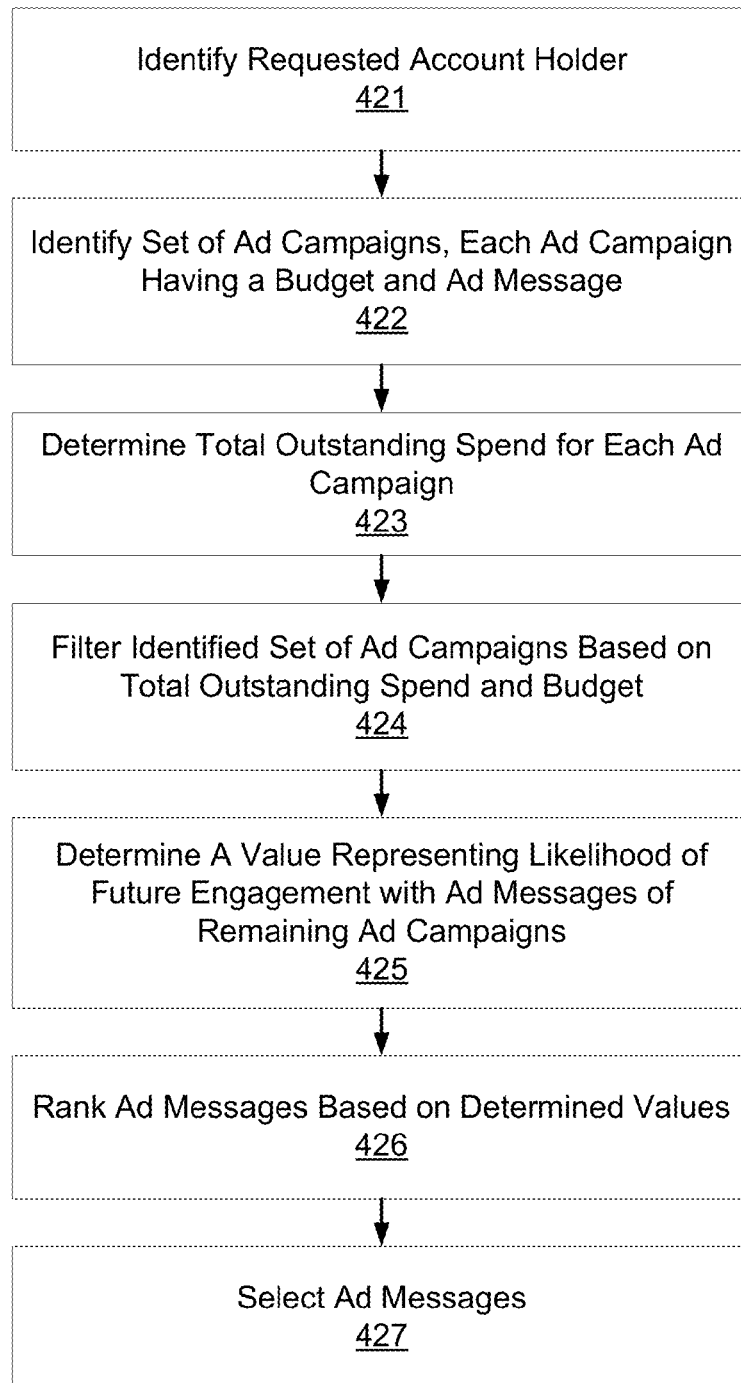 Identify Requested Account Holder
421
Identify Set of Ad Campaigns, Each Ad Campaign
Having a Budget and Ad Message
422
Determine Total Outstanding Spend for Each Ad
Campaign
423
Filter Identified Set of Ad Campaigns Based on
Total Outstanding Spend and Budget
424
Determine A Value Representing Likelihood of
Future Engagement with Ad Messages of
Remaining Ad Campaigns
425
Rank Ad Messages Based on Determined Values
426
Select Ad Messages
427